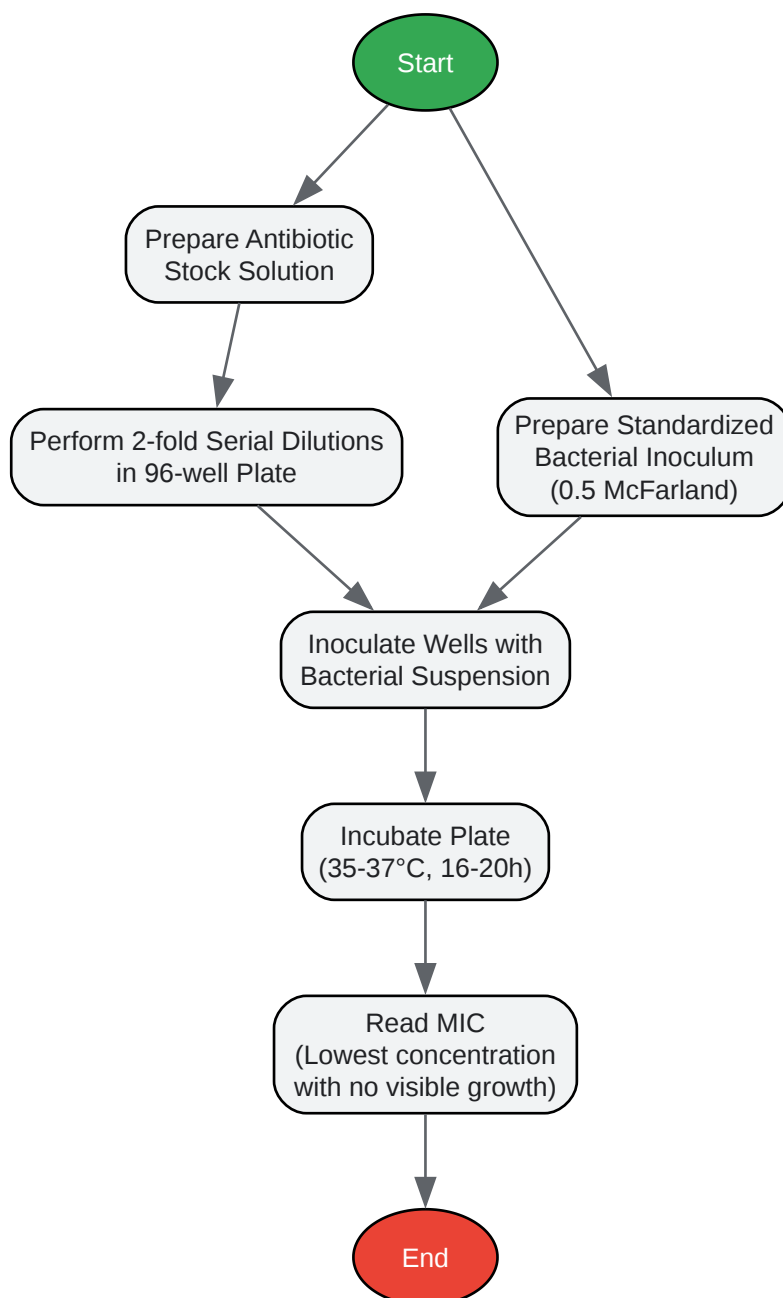 Start
Prepare Antibiotic
Stock Solution
Perform 2-fold Serial Dilutions
in 96-well Plate
Prepare Standardized
Bacterial Inoculum
(0.5 McFarland)
Inoculate Wells with
Bacterial Suspension
Incubate Plate
(35-37°C, 16-20h)
Read MIC
(Lowest concentration
with no visible growth)
End